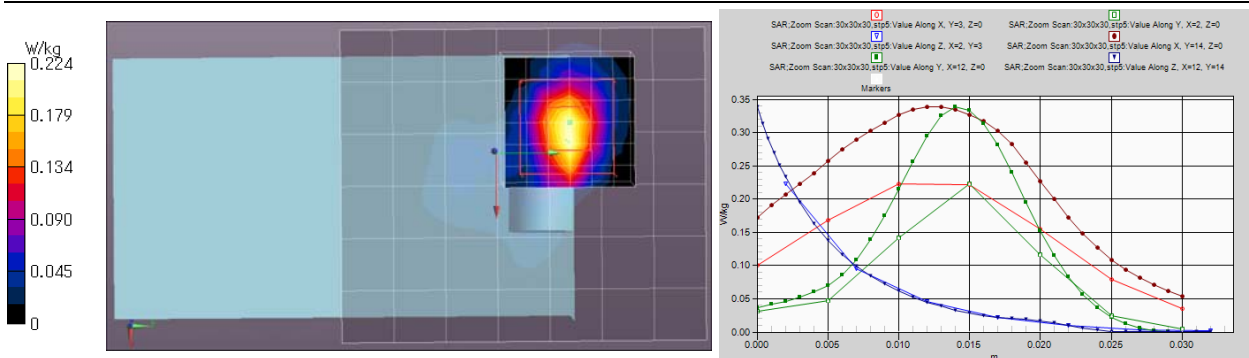 W/kg
0.224
0.179
0.134
0.090
0.045
0
SAR;Zoom Scan:30x30x30,stp5:Value Along X, Y=3, Z=0
SAR;Zoom Scan:30x30x30,stp5:Value Along Y, X=2, Z=0
SAR;Zoom Scan:30x30x30,stp5:Value Along Z, X=2, Y=3
SAR;Zoom Scan:30x30x30,stp5:Value Along X, Y=14, Z=0
SAR;Zoom Scan:30x30x30,stp5:Value Along Y, X=12, Z=0
SAR;Zoom Scan:30x30x30,stp5:Value Along Z, X=12, Y=14
Markers
0.35
0.30
0.25
0.20
0.15
0.10
0.05
0.00
W/kg
0.000
0.005
0.010
0.015
0.020
0.025
0.030
m